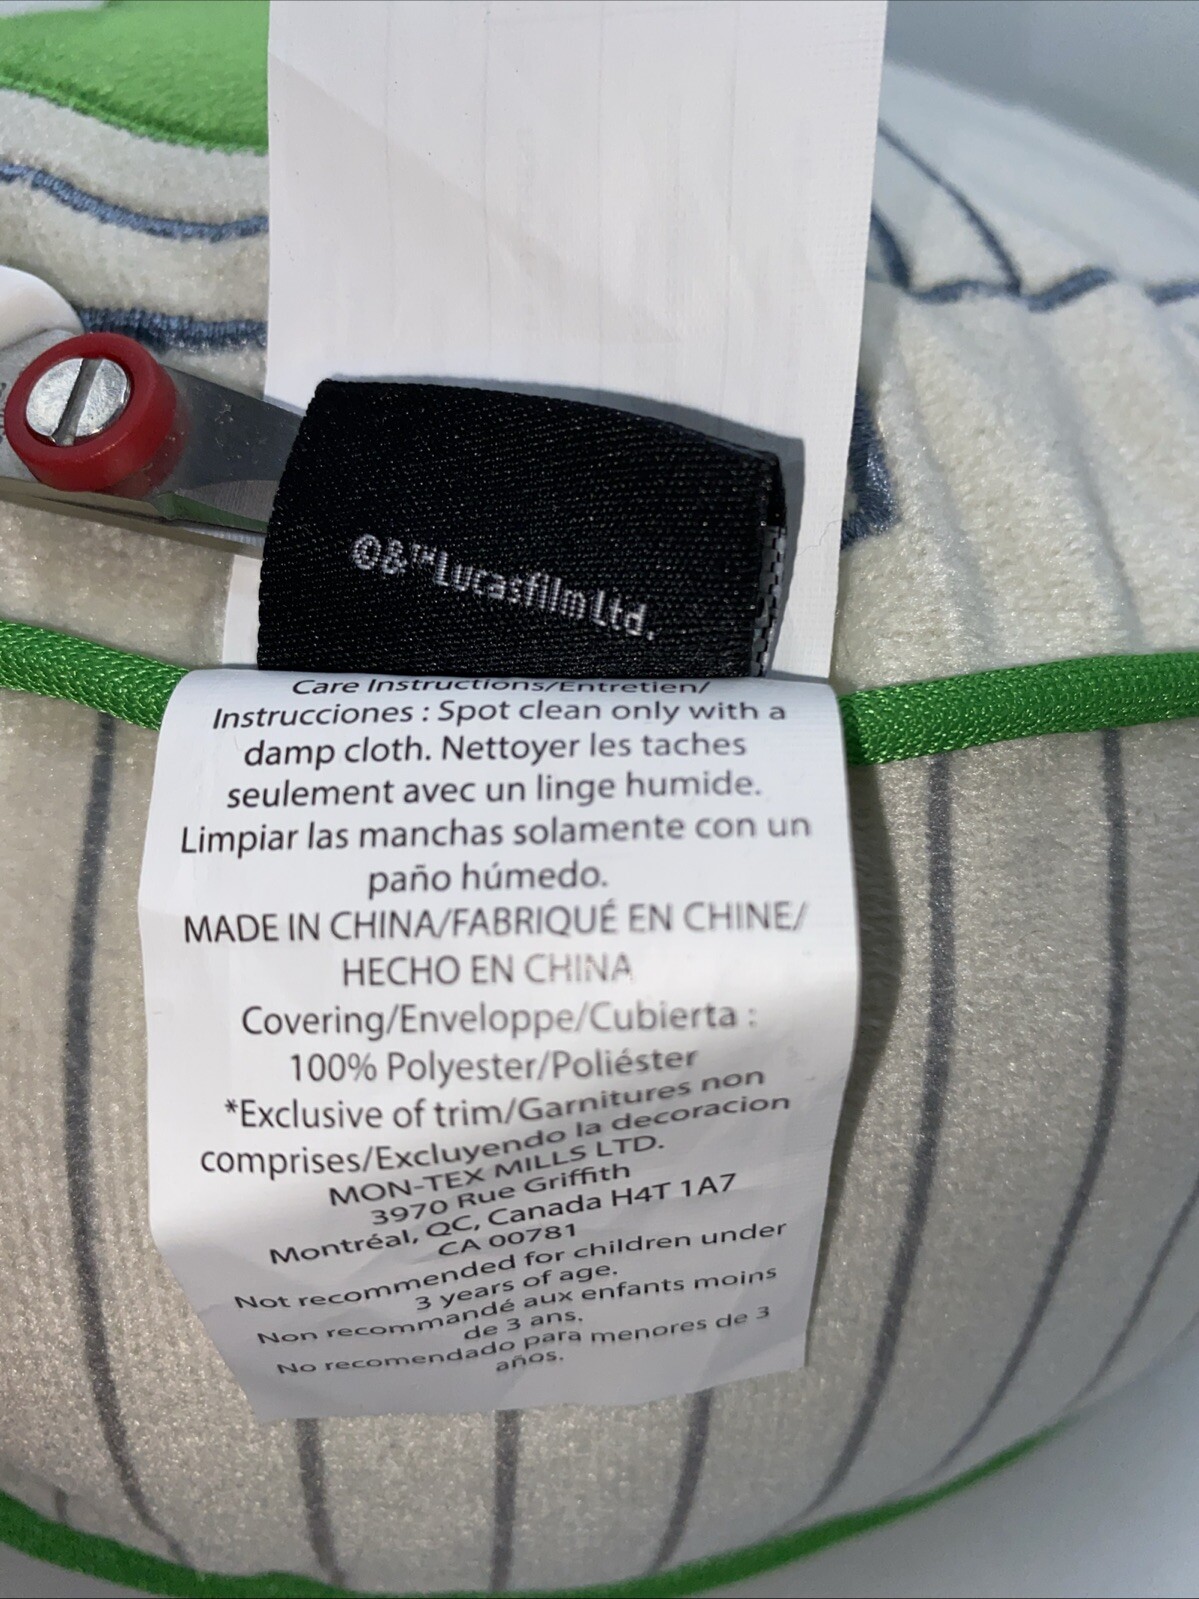 ©&™Lucasfilm Ltd.
Care Instructions/Entretien/
Instrucciones : Spot clean only with a
damp cloth. Nettoyer les taches
seulement avec un linge humide.
Limpiar las manchas solamente con un
paño húmedo.
MADE IN CHINA/FABRIQUÉ EN CHINE/
HECHO EN CHINA
Covering/Enveloppe/Cubierta :
100% Polyester/Poliéster
*Exclusive of trim/Garnitures non
comprises/Excluyendo la decoracion
MON-TEX MILLS LTD.
3970 Rue Griffith
Montréal, QC, Canada H4T 1A7
CA 00781
Not recommended for children under
3 years of age.
Non recommandé aux enfants moins
de 3 ans.
No recomendado para menores de 3
años.